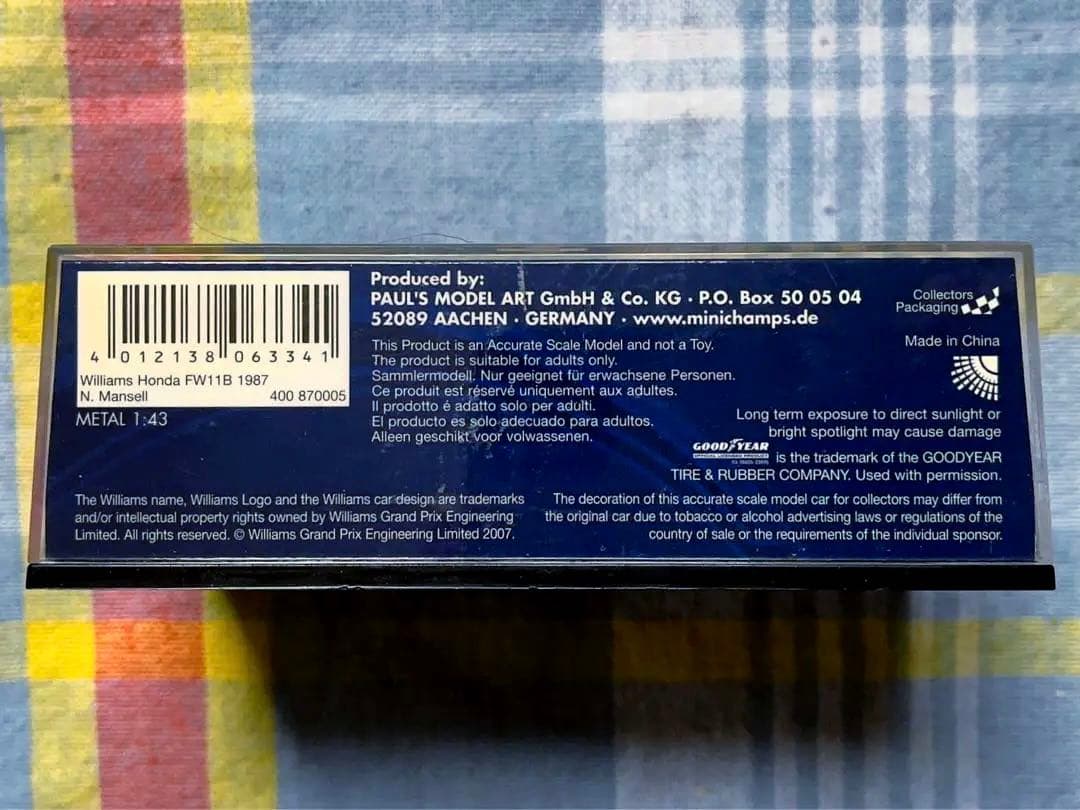 4 012138 063341
Williams Honda FW11B 1987
N. Mansell 400 870005
METAL 1:43
Produced by:
PAUL'S MODEL ART GmbH & Co. KG · P.O. Box 50 05 04
52089 AACHEN · GERMANY · www.minichamps.de
This Product is an Accurate Scale Model and not a Toy.
The product is suitable for adults only.
Sammlermodell. Nur geeignet für erwachsene Personen.
Ce produit est réservé uniquement aux adultes.
Il prodotto é adatto solo per adulti.
El producto es solo adecuado para adultos.
Alleen geschikt voor volwassenen.
Collectors
Packaging
Made in China
Long term exposure to direct sunlight or
bright spotlight may cause damage
GOODYEAR
is the trademark of the GOODYEAR
TIRE & RUBBER COMPANY. Used with permission.
The Williams name, Williams Logo and the Williams car design are trademarks
and/or intellectual property rights owned by Williams Grand Prix Engineering
Limited. All rights reserved. © Williams Grand Prix Engineering Limited 2007.
The decoration of this accurate scale model car for collectors may differ from
the original car due to tobacco or alcohol advertising laws or regulations of the
country of sale or the requirements of the individual sponsor.